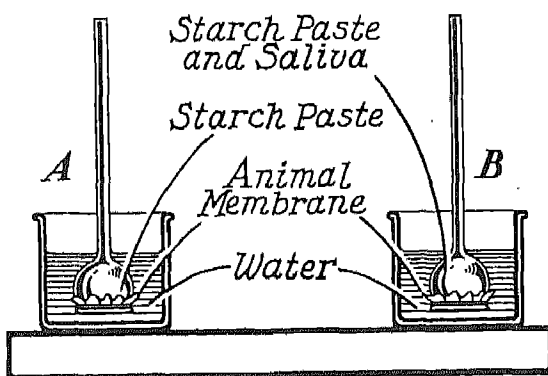 Starch Paste
and Saliva
Starch Paste
A
Animal
Membrane
B
Water